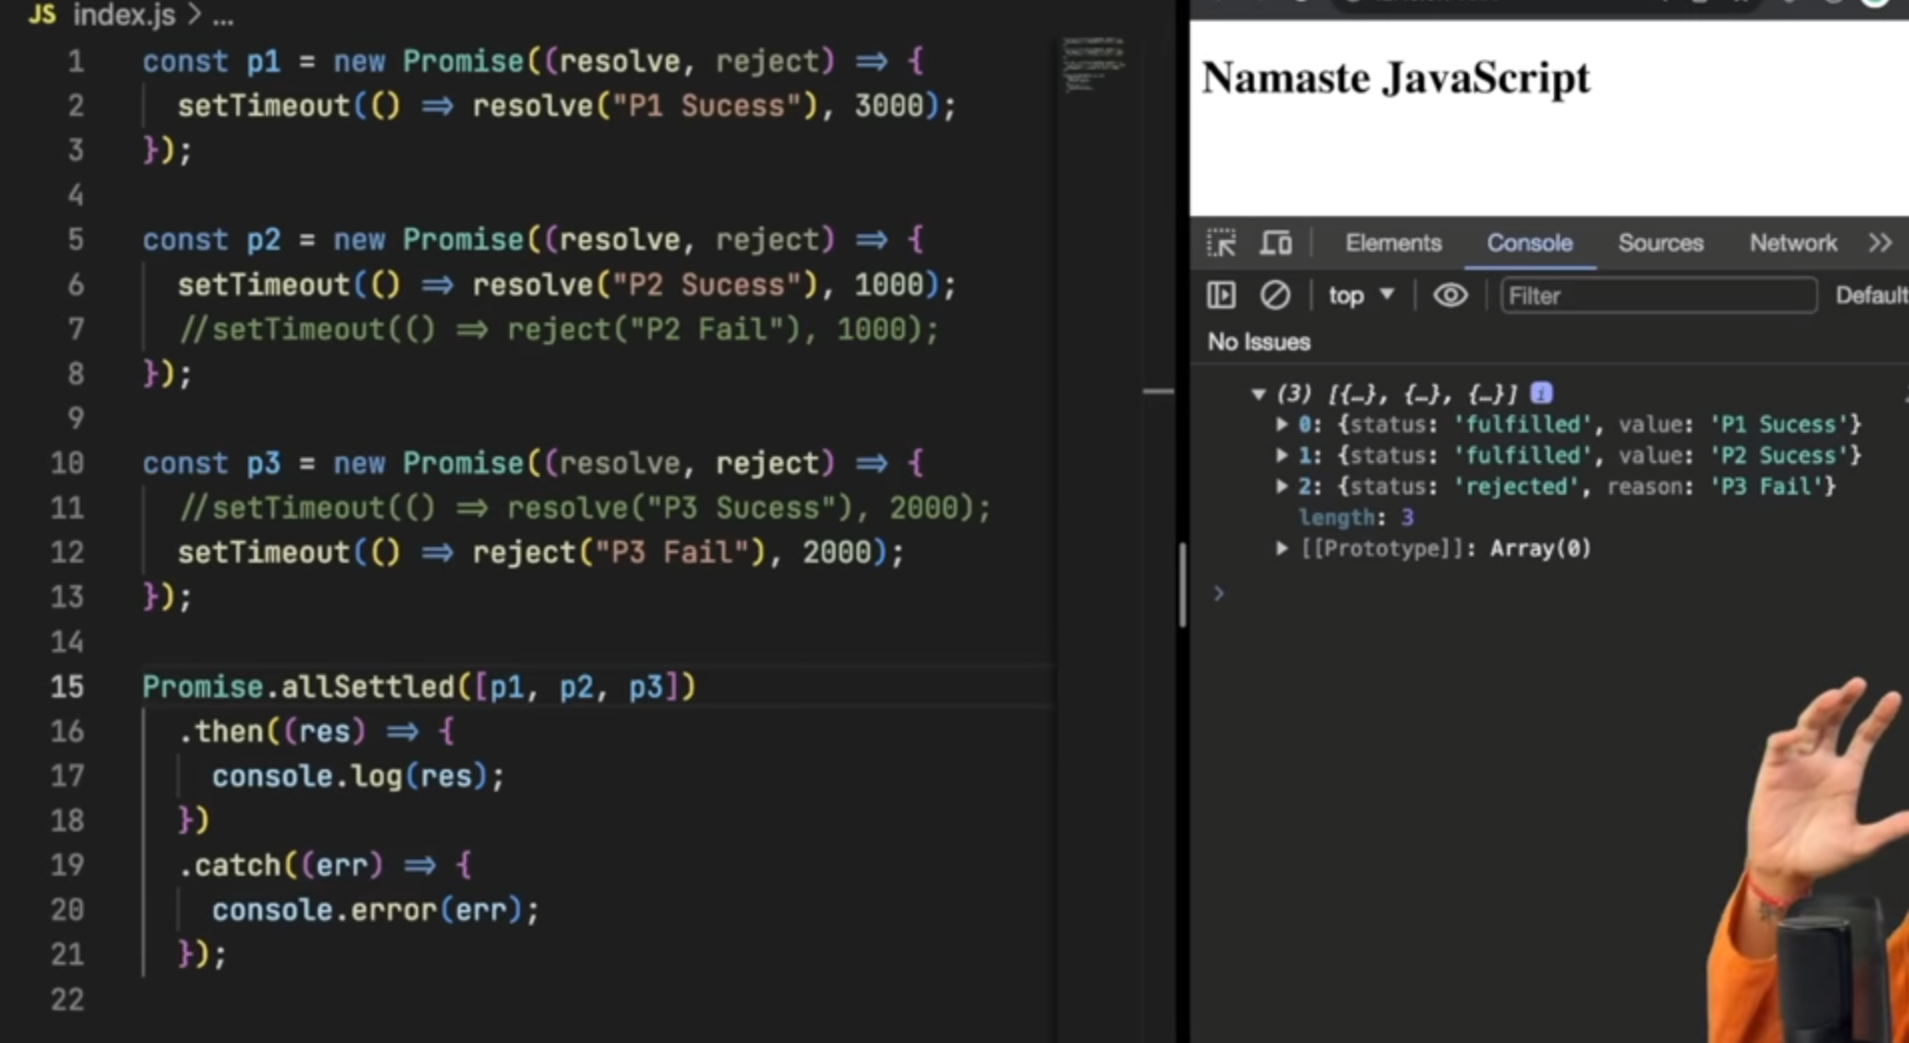 JS index.js > ...
1 const p1 = new Promise((resolve, reject) => {
2 setTimeout(() => resolve("P1 Sucess"), 3000);
3 });
4
5 const p2 = new Promise((resolve, reject) => {
6 setTimeout(() => resolve("P2 Sucess"), 1000);
7 //setTimeout(() => reject("P2 Fail"), 1000);
8 });
9
10 const p3 = new Promise((resolve, reject) => {
11 //setTimeout(() => resolve("P3 Sucess"), 2000);
12 setTimeout(() => reject("P3 Fail"), 2000);
13 });
14
15 Promise.allSettled([p1, p2, p3])
16 .then((res) => {
17 console.log(res);
18 })
19 .catch((err) => {
20 console.error(err);
21 });
22
Namaste JavaScript
Elements Console Sources Network >>
top ▼ Filter Default
No Issues
▼ (3) [{…}, {…}, {…}] i
▶ 0: {status: 'fulfilled', value: 'P1 Sucess'}
▶ 1: {status: 'fulfilled', value: 'P2 Sucess'}
▶ 2: {status: 'rejected', reason: 'P3 Fail'}
length: 3
▶ [[Prototype]]: Array(0)
>